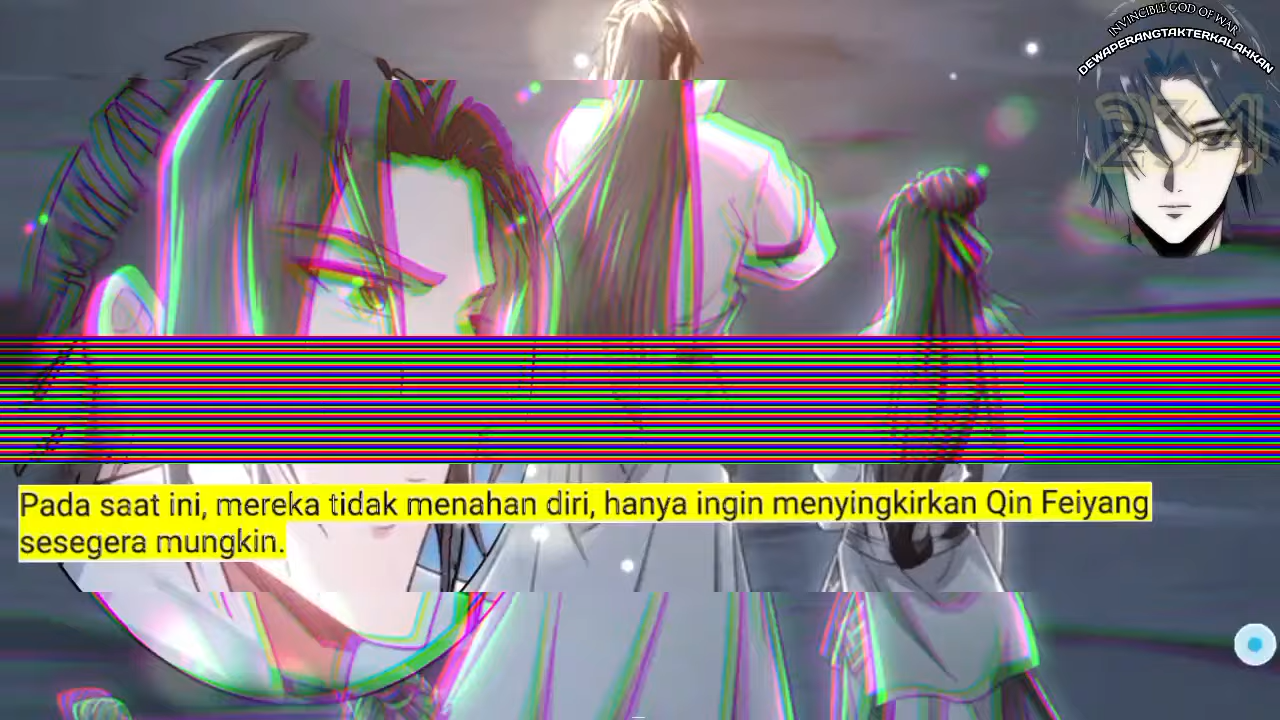 INVINCIBLE GOD OF WAR
DEWAPERANGTAKTERKALAHKAN
234
Pada saat ini, mereka tidak menahan diri, hanya ingin menyingkirkan Qin Feiyang
sesegera mungkin.